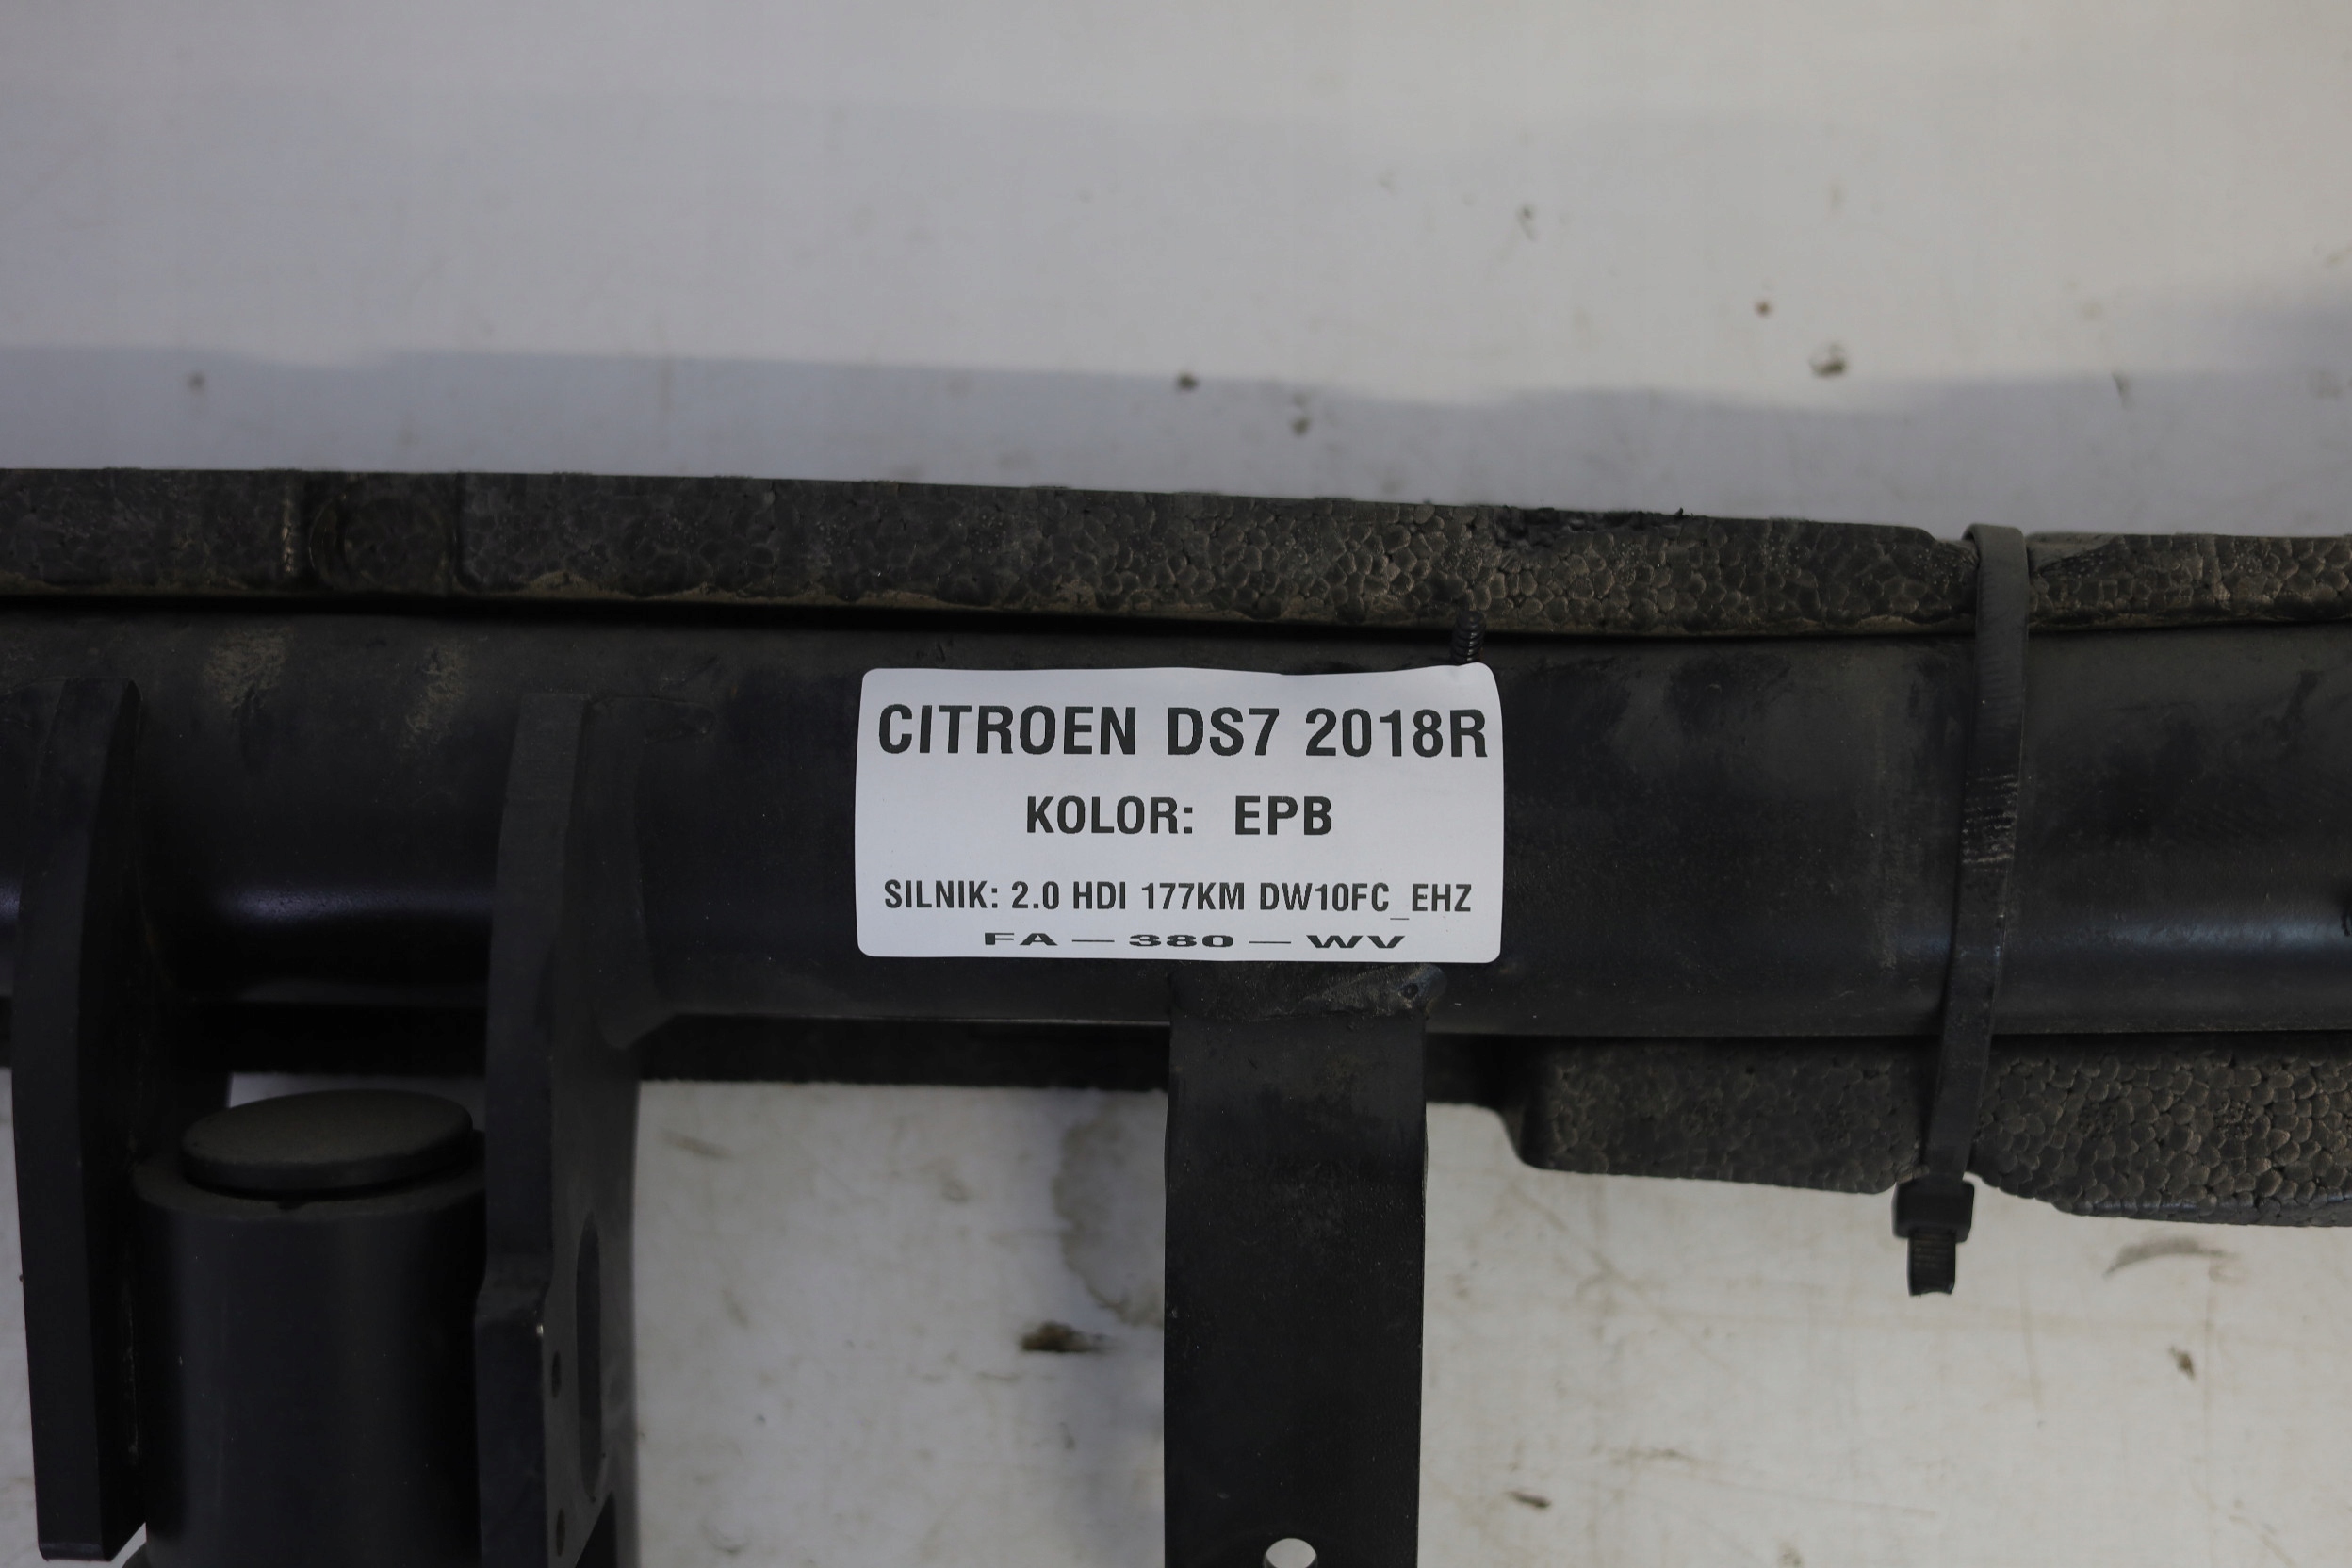 CITROEN DS7 2018R
KOLOR: EPB
SILNIK: 2.0 HDI 177KM DW10FC_EHZ
FA-380-WV